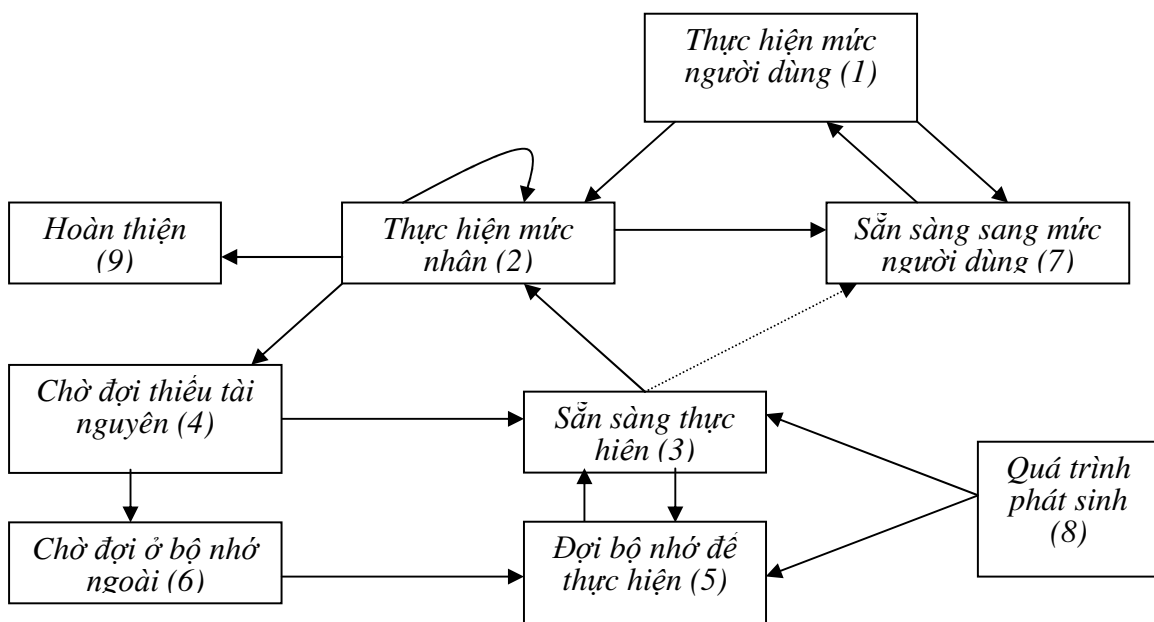 Thực hiện mức
người dùng (1)
Hoàn thiện
(9)
Thực hiện mức
nhân (2)
Sẵn sàng sang mức
người dùng (7)
Chờ đợi thiếu tài
nguyên (4)
Sẵn sàng thực
hiên (3)
Quá trình
phát sinh
(8)
Chờ đợi ở bộ nhớ
ngoài (6)
Đợi bộ nhớ để
thực hiện (5)